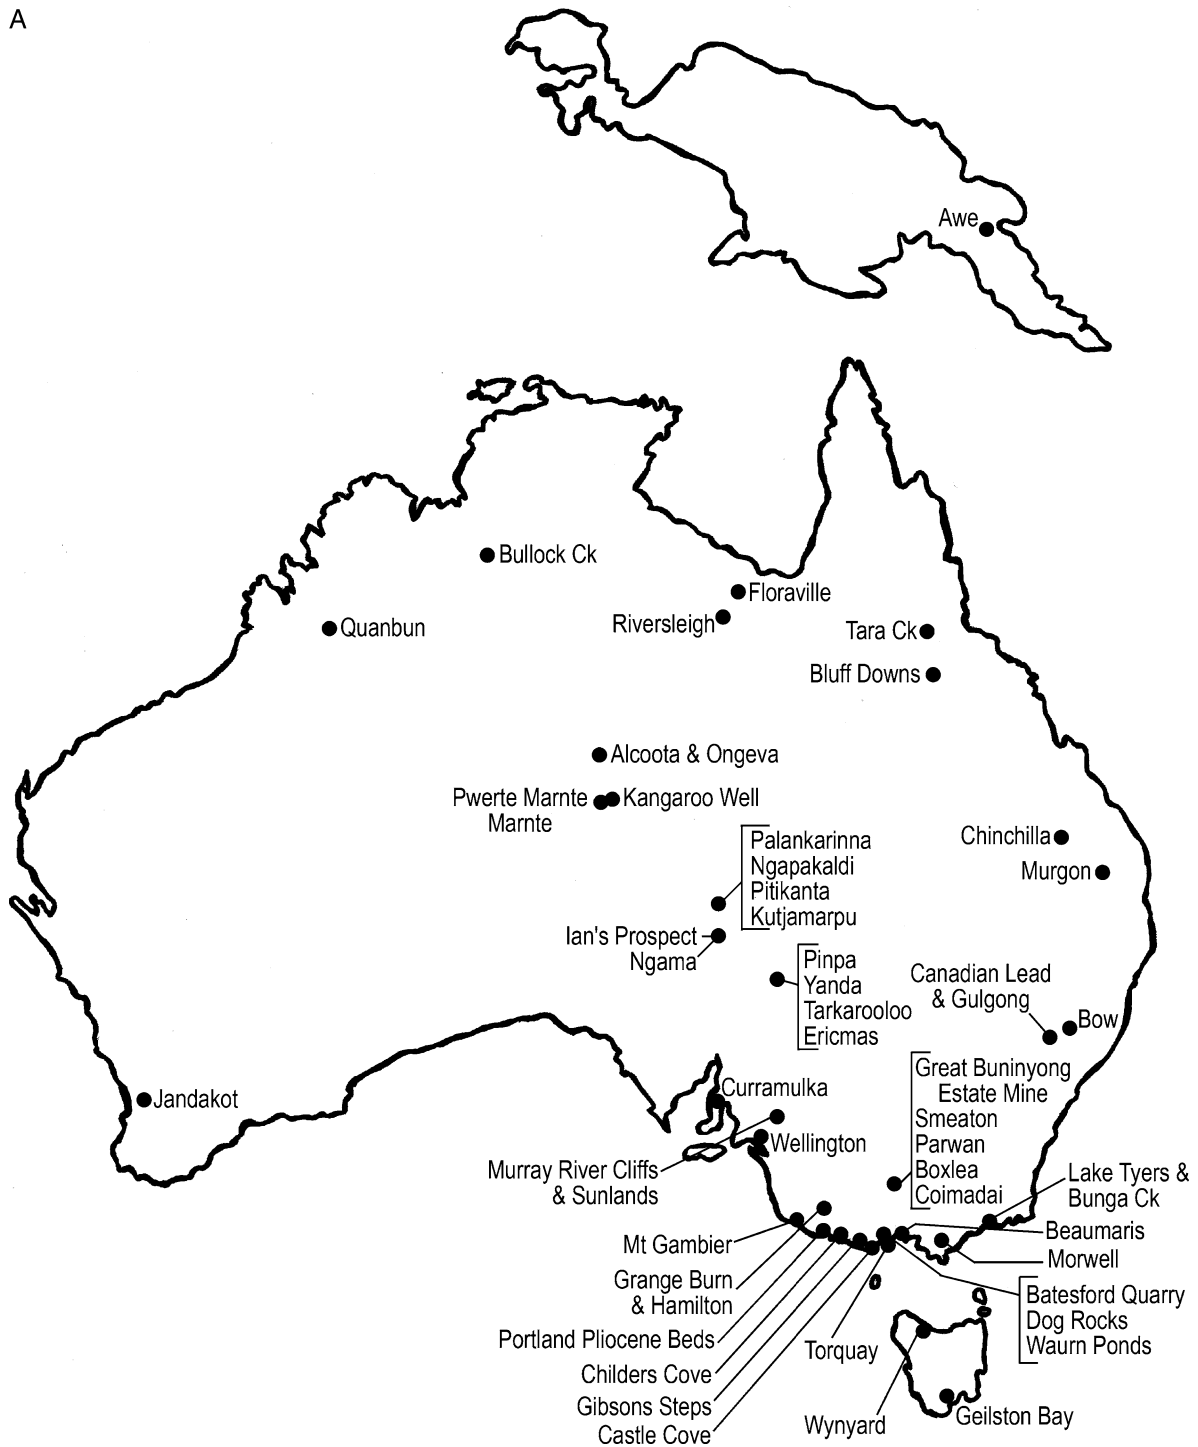 A
Awe
Bullock Ck
Floraville
Quanbun
Riversleigh
Tara Ck
Bluff Downs
Alcoota & Ongeva
Pwerte Marnte
Marnte
Kangaroo Well
Chinchilla
Murgon
Palankarinna
Ngapakaldi
Pitikanta
Kutjamarpu
Ian's Prospect
Ngama
Pinpa
Yanda
Tarkarooloo
Ericmas
Canadian Lead
& Gulgong
Bow
Jandakot
Curramulka
Wellington
Murray River Cliffs
& Sunlands
Great Buninyong
Estate Mine
Smeaton
Parwan
Boxlea
Coimadai
Lake Tyers &
Bunga Ck
Beaumaris
Morwell
Mt Gambier
Grange Burn
& Hamilton
Portland Pliocene Beds
Childers Cove
Gibsons Steps
Castle Cove
Torquay
Batesford Quarry
Dog Rocks
Waurn Ponds
Wynyard
Geilston Bay